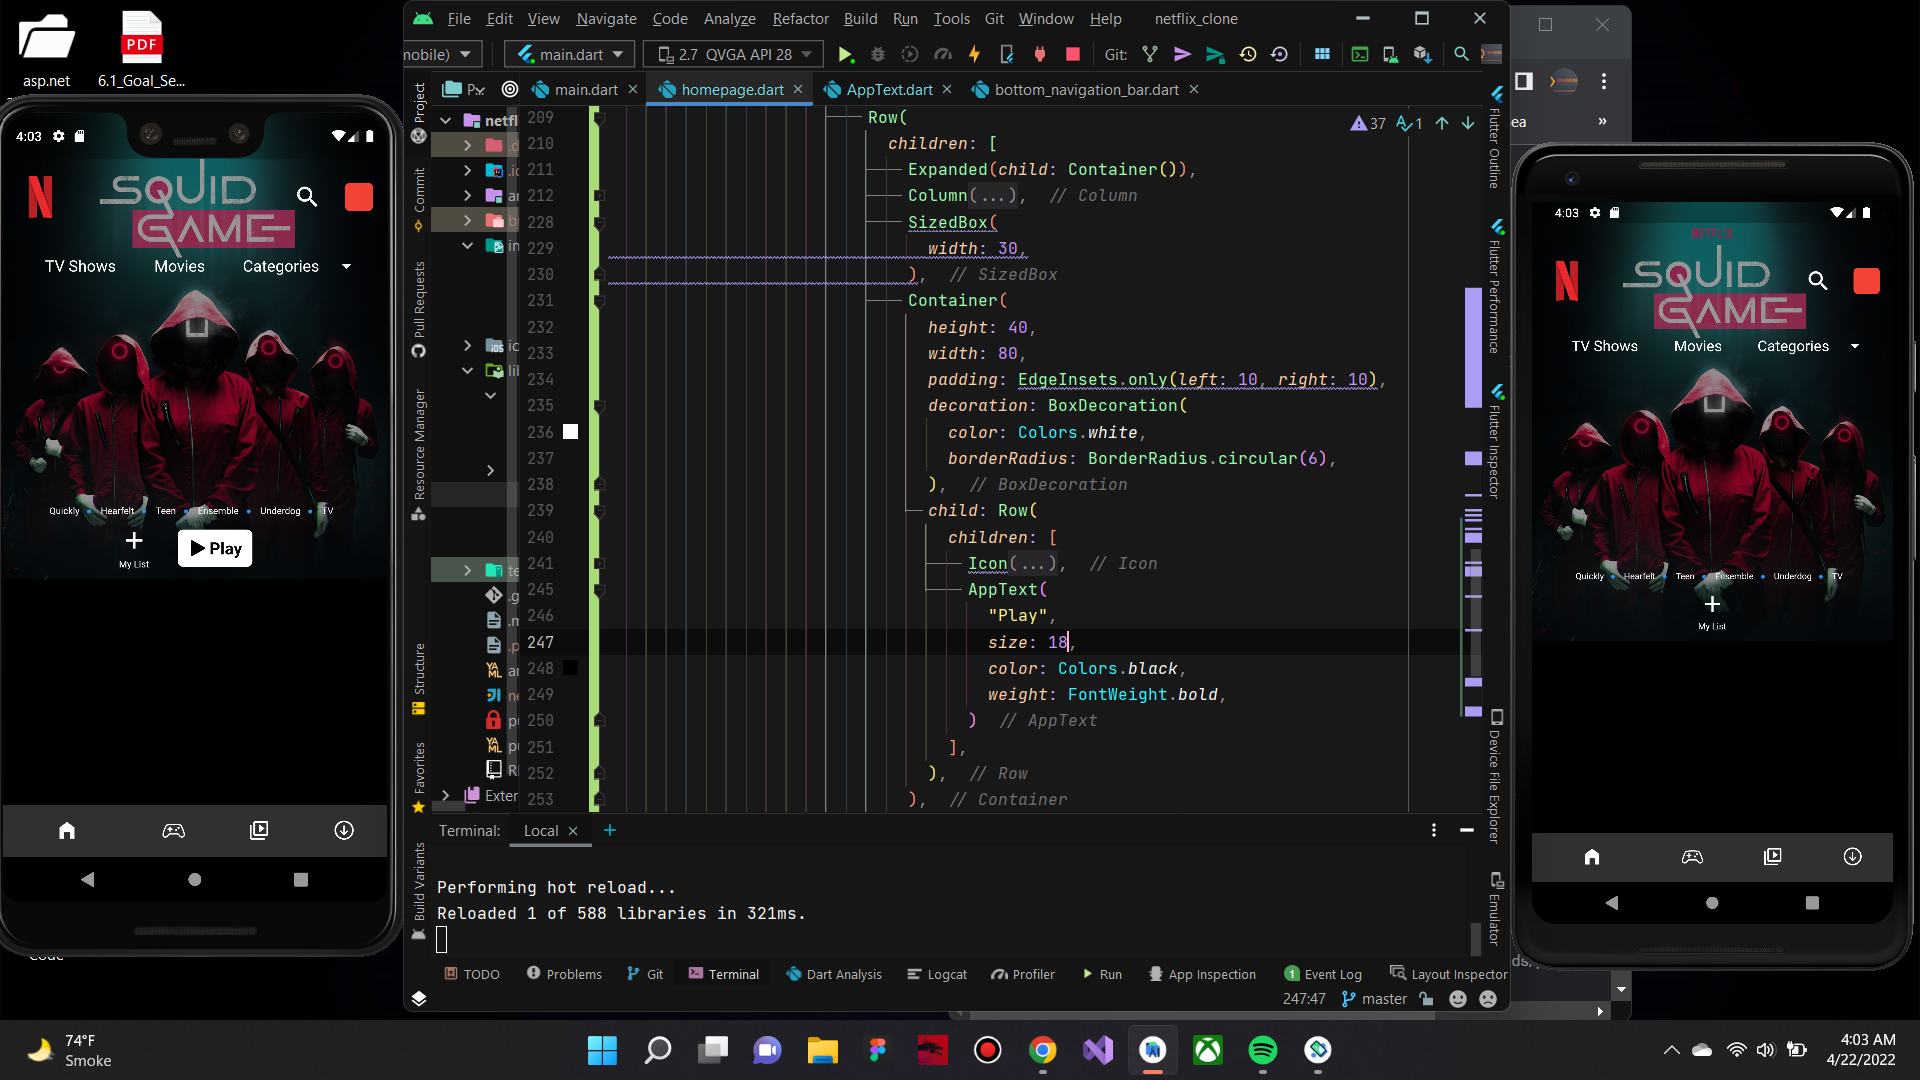 asp.net
6.1_Goal_Se...
File Edit View Navigate Code Analyze Refactor Build Run Tools Git Window Help netflix_clone
mobile) main.dart 2.7 QVGA API 28 Git:
P... main.dart homepage.dart AppText.dart bottom_navigation_bar.dart
37 1
Project
Commit
Pull Requests
Resource Manager
Structure
Favorites
Build Variants
netfl
Exter
209 Row(
210 children: [
211 Expanded(child: Container()),
212 Column(...), // Column
228 SizedBox(
229 width: 30,
230 ), // SizedBox
231 Container(
232 height: 40,
233 width: 80,
234 padding: EdgeInsets.only(left: 10, right: 10),
235 decoration: BoxDecoration(
236 color: Colors.white,
237 borderRadius: BorderRadius.circular(6),
238 ), // BoxDecoration
239 child: Row(
240 children: [
241 Icon(...), // Icon
245 AppText(
246 "Play",
247 size: 18,
248 color: Colors.black,
249 weight: FontWeight.bold,
250 ) // AppText
251 ],
252 ), // Row
253 ), // Container
Flutter Outline
Flutter Performance
Flutter Inspector
Device File Explorer
Emulator
Terminal: Local
Performing hot reload...
Reloaded 1 of 588 libraries in 321ms.
TODO Problems Git Terminal Dart Analysis Logcat Profiler Run App Inspection 1 Event Log Layout Inspector
247:47 master
4:03
SQUID
GAME
TV Shows Movies Categories
Quickly Hearfelt Teen Ensemble Underdog TV
My List
Play
4:03
NETFLIX
SQUID
GAME
TV Shows Movies Categories
Quickly Hearfelt Teen Ensemble Underdog TV
My List
Code
74°F
Smoke
4:03 AM
4/22/2022